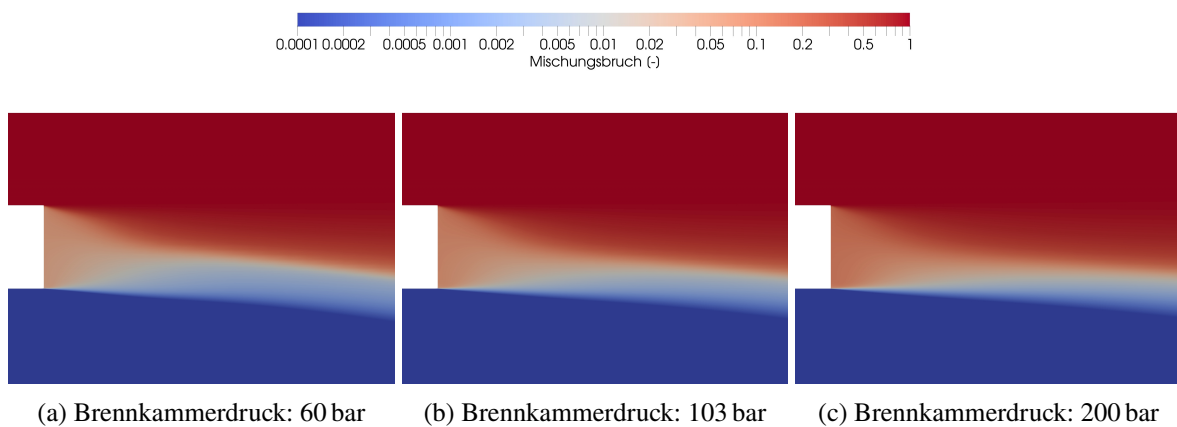 0.0001 0.0002 0.0005 0.001 0.002 0.005 0.01 0.02 0.05 0.1 0.2 0.5 1
Mischungsbruch (-)
(a) Brennkammerdruck: 60 bar (b) Brennkammerdruck: 103 bar (c) Brennkammerdruck: 200 bar